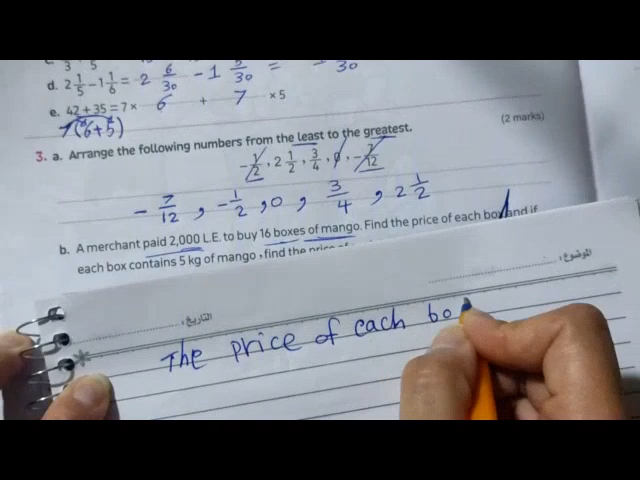 d. 2 1/5 - 1 1/6 = 2 6/30 - 1 5/30 =
30
e. 42 + 35 = 7 × 6 + 7 × 5
7(6+5)
3. a. Arrange the following numbers from the least to the greatest. (2 marks)
- 1/2 , 2 1/2 , 3/4 , 0 , - 7/12
- 7/12 , - 1/2 , 0 , 3/4 , 2 1/2
b. A merchant paid 2,000 L.E. to buy 16 boxes of mango. Find the price of each box and if
each box contains 5 kg of mango , find the price of
الموضوع :
التاريخ :
The price of each bo